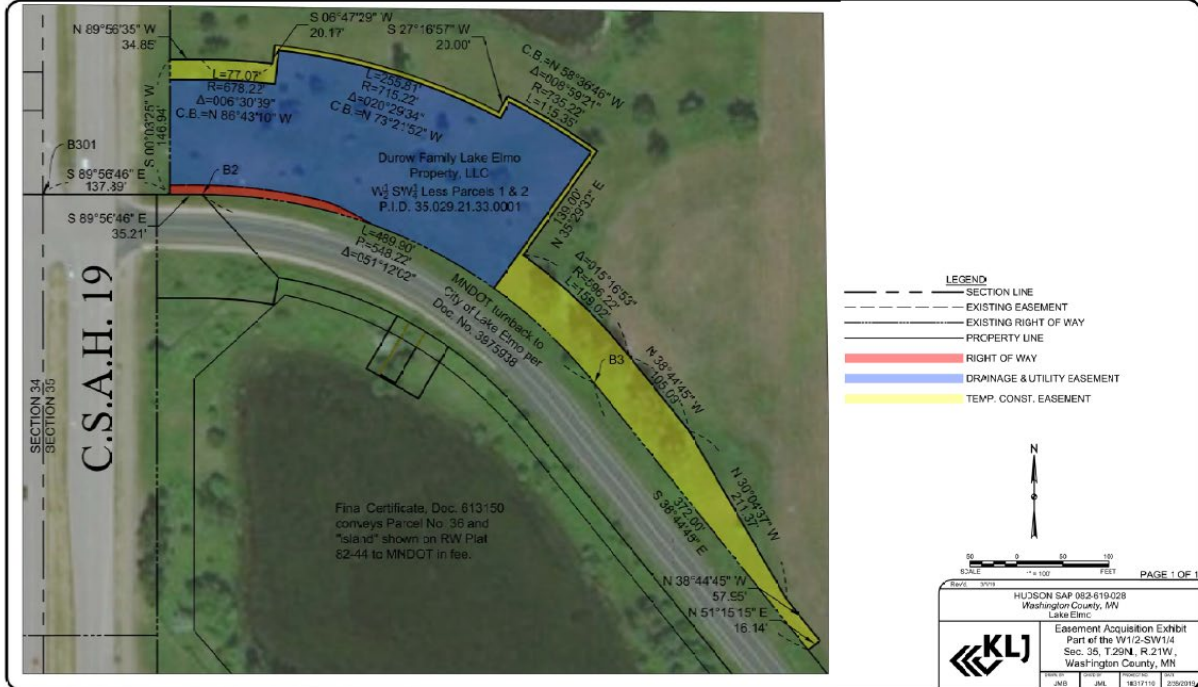 N 89°56'35" W
34.85'
S 06°47'29" W
20.17'
S 27°16'57" W
20.00'
C.B.=N 58°36'46" W
Δ=008°59'21"
R=735.22'
L=115.35'
L=77.07'
R=678.22'
Δ=006°30'39"
C.B.=N 86°43'10" W
L=255.81'
R=715.22'
Δ=020°29'34"
C.B.=N 73°21'52" W
S 00°03'25" W
146.94'
B301
S 89°56'46" E
137.89'
B2
S 89°56'46" E
35.21'
Durow Family Lake Elmo
Property, LLC
W½ SW¼ Less Parcels 1 & 2
P.I.D. 35.029.21.33.0001
139.00'
N 35°29'32" E
L=489.90'
R=548.22'
Δ=051°12'02"
Δ=015°16'53"
R=596.22'
L=159.02'
MNDOT turnback to
City of Lake Elmo per
Doc. No. 3975938
B3
N 38°44'45" W
105.09'
N 30°04'37" W
211.37'
372.00'
S 38°44'45" E
N 38°44'45" W
57.95'
N 51°15'15" E
16.14'
SECTION 34
SECTION 35
C.S.A.H. 19
Final Certificate, Doc. 613150
conveys Parcel No. 36 and
"island" shown on RW Plat
82-44 to MNDOT in fee.
LEGEND
SECTION LINE
EXISTING EASEMENT
EXISTING RIGHT OF WAY
PROPERTY LINE
RIGHT OF WAY
DRAINAGE & UTILITY EASEMENT
TEMP. CONST. EASEMENT
N
50 0 50 100
SCALE 1" = 100' FEET
PAGE 1 OF 1
HUDSON SAP 082-619-028
Washington County, MN
Lake Elmo
KLJ
Easement Acquisition Exhibit
Part of the W1/2-SW1/4
Sec. 35, T.29N., R.21W.,
Washington County, MN
JMB JML